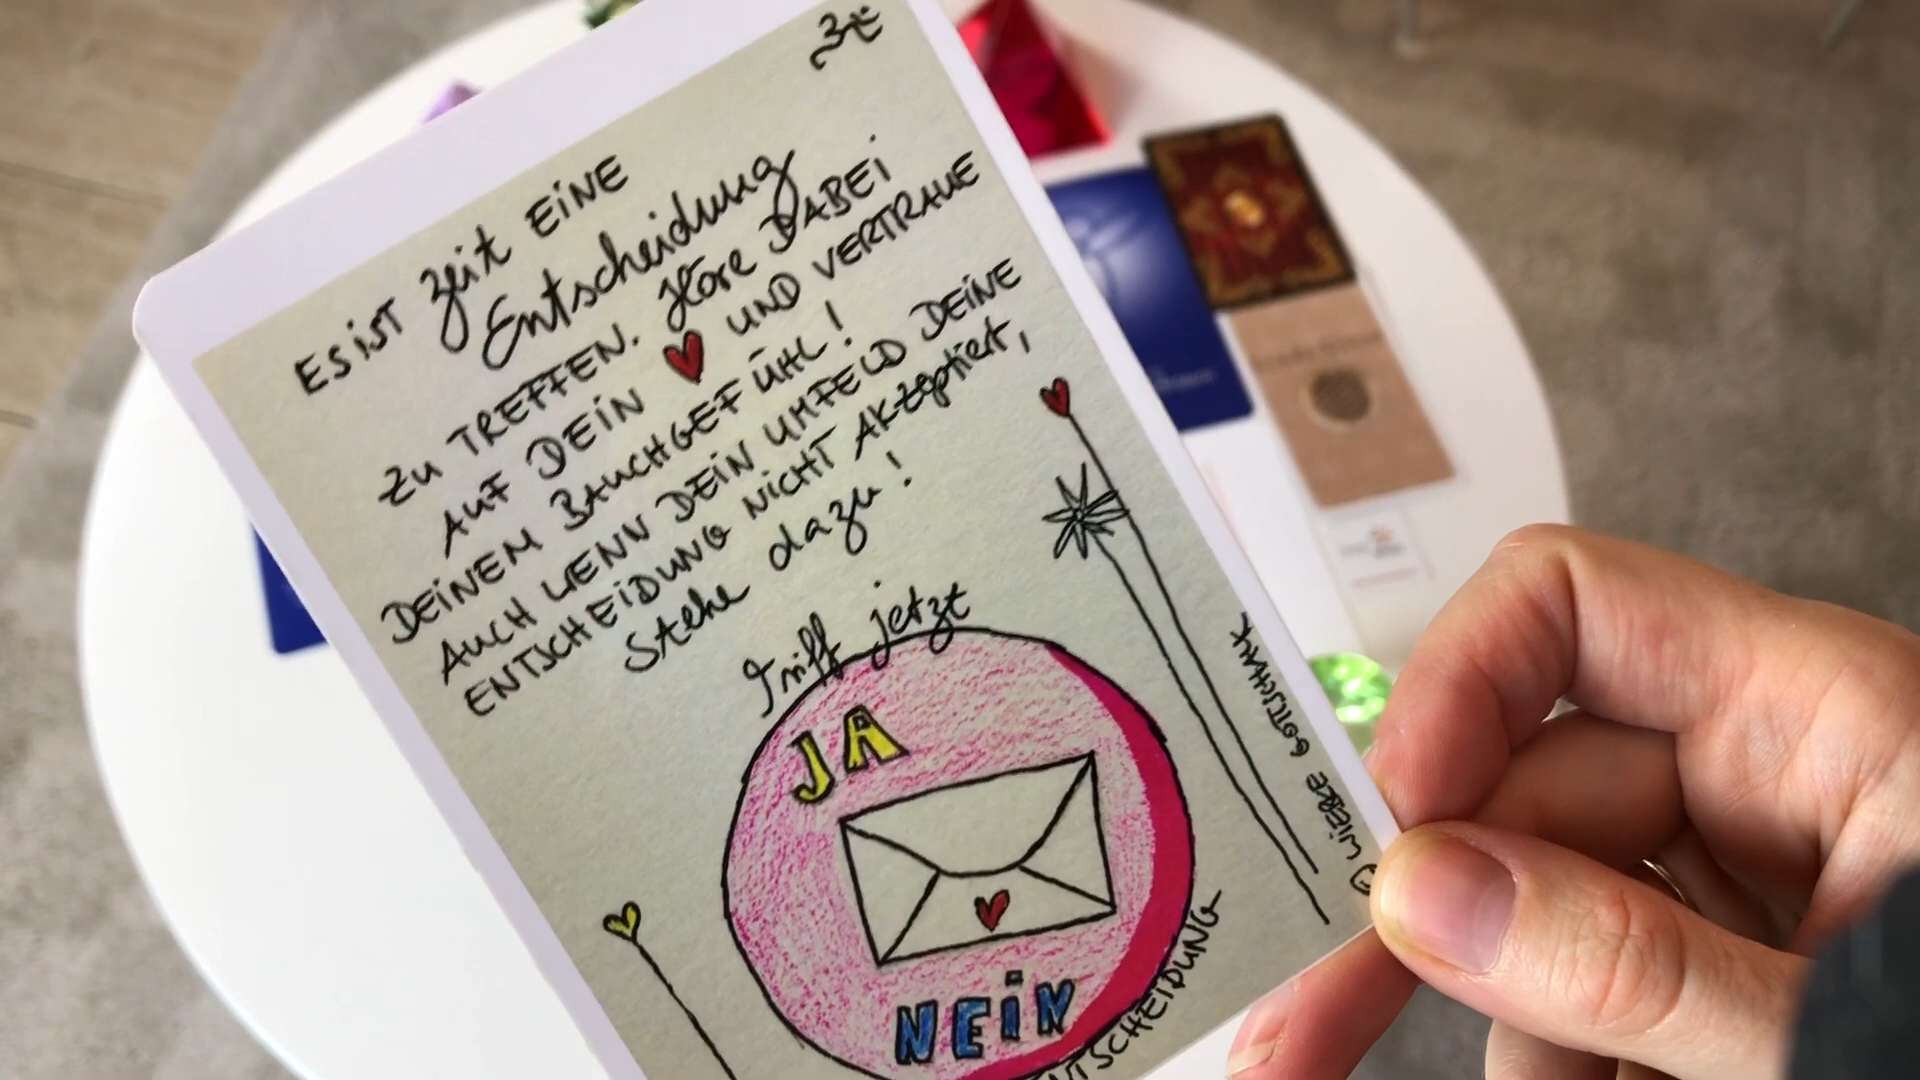 ES IST Zeit EINE
Entscheidung
ZU TREFFEN. Höre DABEI
AUF DEIN ♥ UND VERTRAUE
DEINEM BAUCHGEFÜHL!
AUCH WENN DEIN UMFELD DEINE
ENTSCHEIDUNG NICHT AKZeptiert,
Stehe dazu!
Triff jetzt
JA
NEIN
ENTSCHEIDUNG
GOTTSCHALK